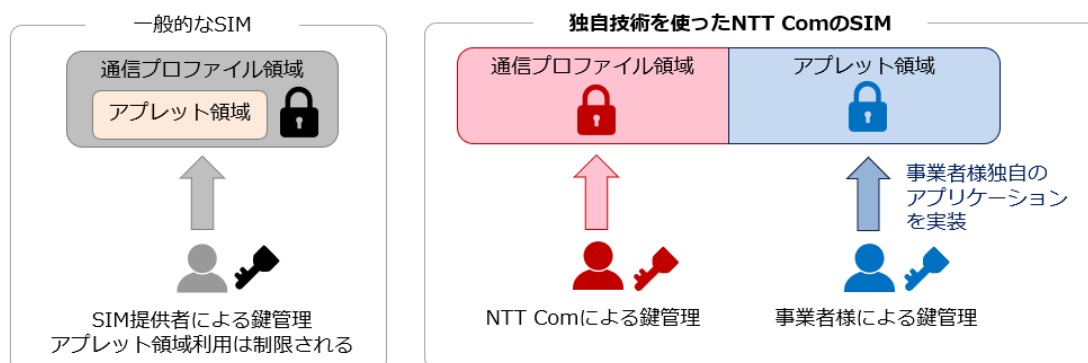 一般的なSIM
通信プロファイル領域
アプレット領域
SIM提供者による鍵管理
アプレット領域利用は制限される
独自技術を使ったNTT ComのSIM
通信プロファイル領域
アプレット領域
事業者様独自の
アプリケーション
を実装
NTT Comによる鍵管理
事業者様による鍵管理